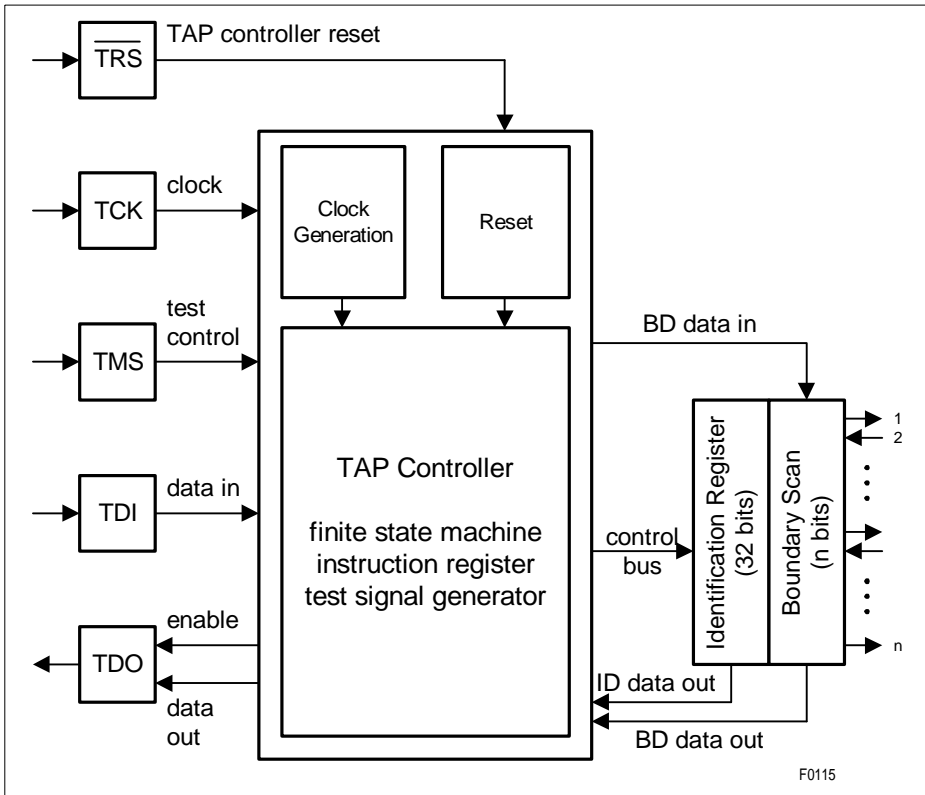 TRS
TAP controller reset
TCK
clock
Clock
Generation
Reset
TMS
test
control
BD data in
TAP Controller
finite state machine
instruction register
test signal generator
TDI
data in
control
bus
Identification Register
(32 bits)
Boundary Scan
(n bits)
1
2
n
TDO
enable
data
out
ID data out
BD data out
F0115